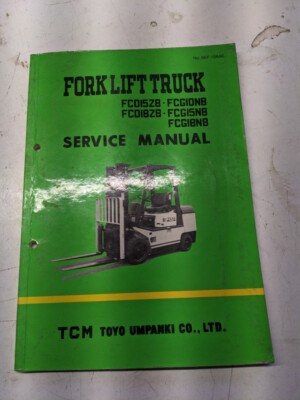 FORK LIFT TRUCK
FCD15Z8 · FCG10N8
FCD18Z8 · FCG15N8
FCG18N8
SERVICE MANUAL
TCM TOYO UMPANKI CO., LTD.